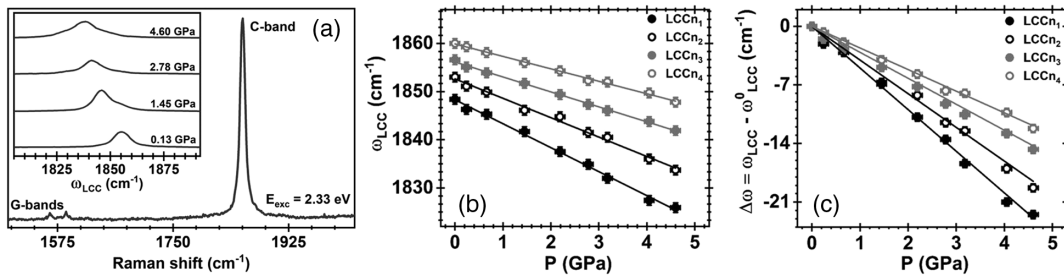 (a)
C-band
4.60 GPa
2.78 GPa
1.45 GPa
0.13 GPa
1825 1850 1875
ω_LCC (cm⁻¹)
G-bands
E_exc = 2.33 eV
1575 1750 1925
Raman shift (cm⁻¹)
(b)
LCCn₁
LCCn₂
LCCn₃
LCCn₄
1860
1850
1840
1830
ω_LCC (cm⁻¹)
0 1 2 3 4 5
P (GPa)
(c)
LCCn₁
LCCn₂
LCCn₃
LCCn₄
0
-7
-14
-21
Δω = ω_LCC - ω⁰_LCC (cm⁻¹)
0 1 2 3 4 5
P (GPa)